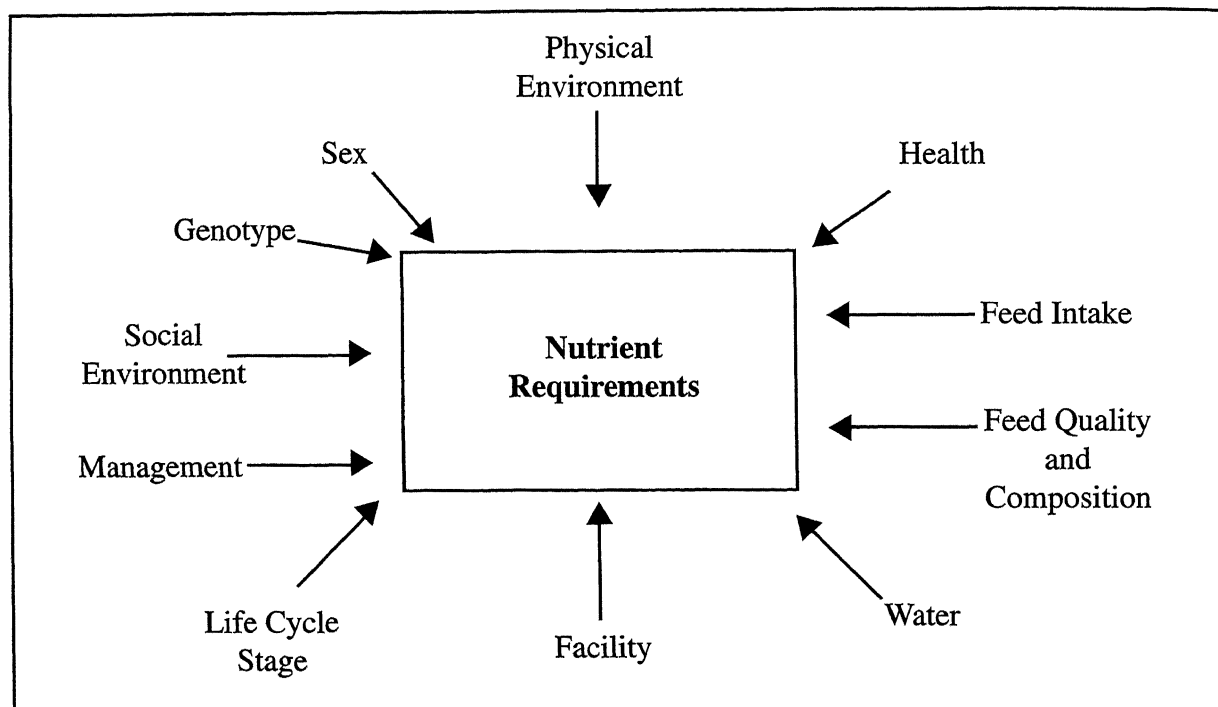 Physical
Environment
Sex
Health
Genotype
Feed Intake
Social
Environment
Nutrient
Requirements
Feed Quality
and
Composition
Management
Life Cycle
Stage
Facility
Water